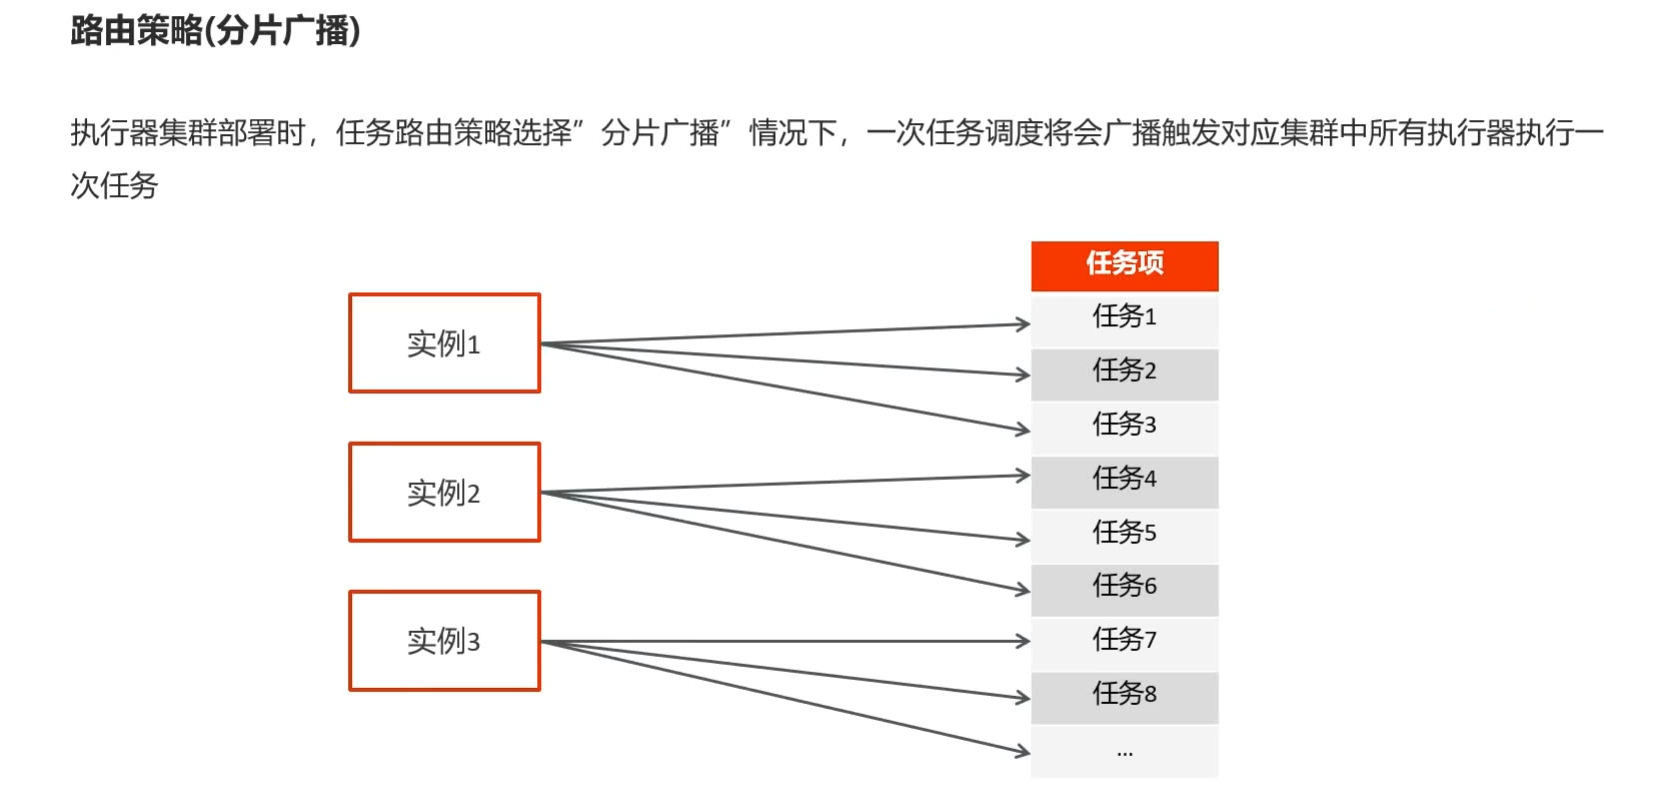 路由策略(分片广播)
执行器集群部署时，任务路由策略选择”分片广播”情况下，一次任务调度将会广播触发对应集群中所有执行器执行一
次任务
任务项
实例1
任务1
任务2
任务3
实例2
任务4
任务5
任务6
实例3
任务7
任务8
...